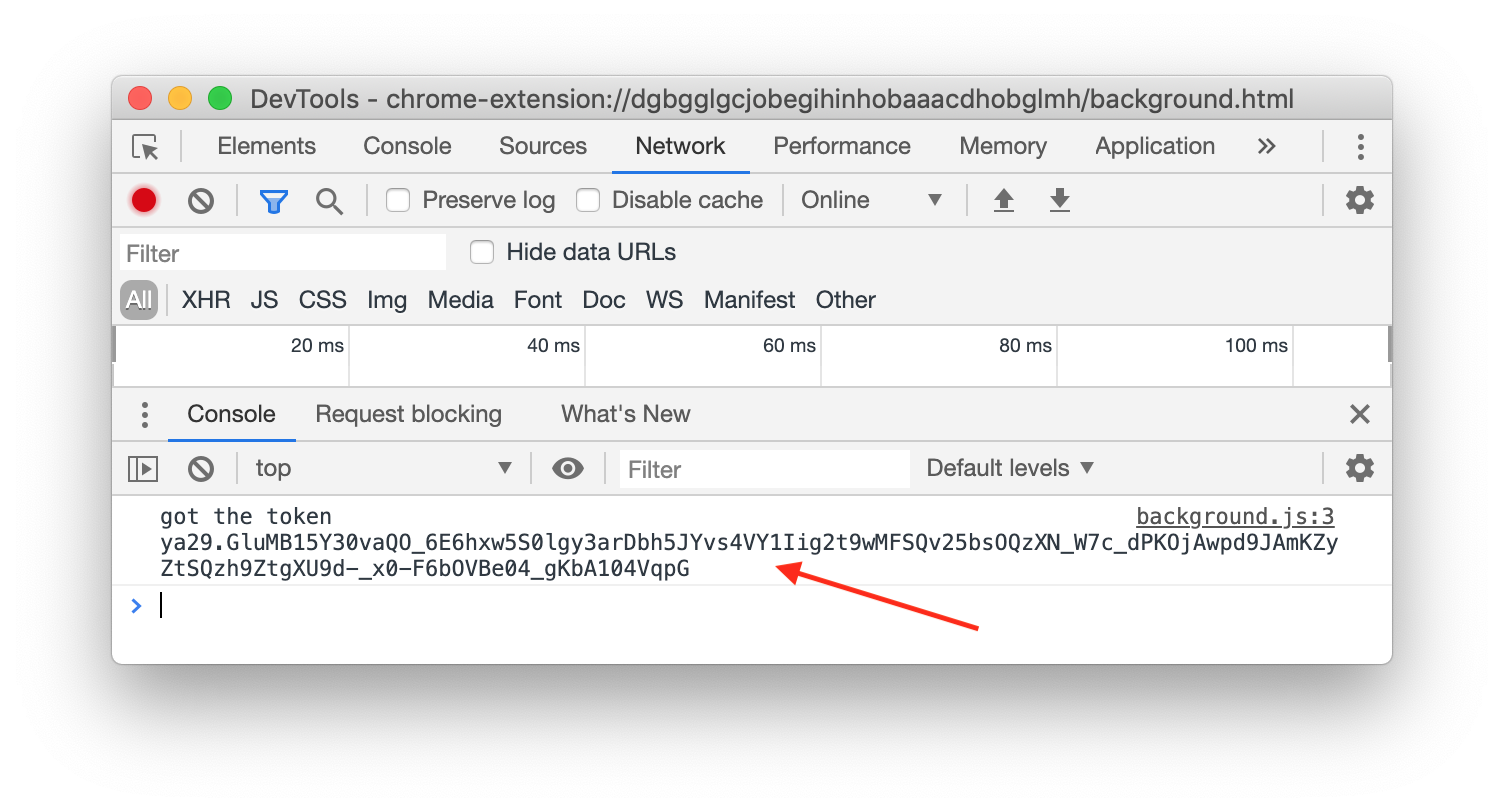 DevTools - chrome-extension://dgbgglgcjobegihinhobaaacdhobglmh/background.html
Elements Console Sources Network Performance Memory Application
Preserve log Disable cache Online
Filter Hide data URLs
All XHR JS CSS Img Media Font Doc WS Manifest Other
20 ms 40 ms 60 ms 80 ms 100 ms
Console Request blocking What's New
top Filter Default levels
got the token background.js:3
ya29.GluMB15Y30vaQO_6E6hxw5S0lgy3arDbh5JYvs4VY1Iig2t9wMFSQv25bsOQzXN_W7c_dPKOjAwpd9JAmKZy
ZtSQzh9ZtgXU9d-_x0-F6bOVBe04_gKbA104VqpG